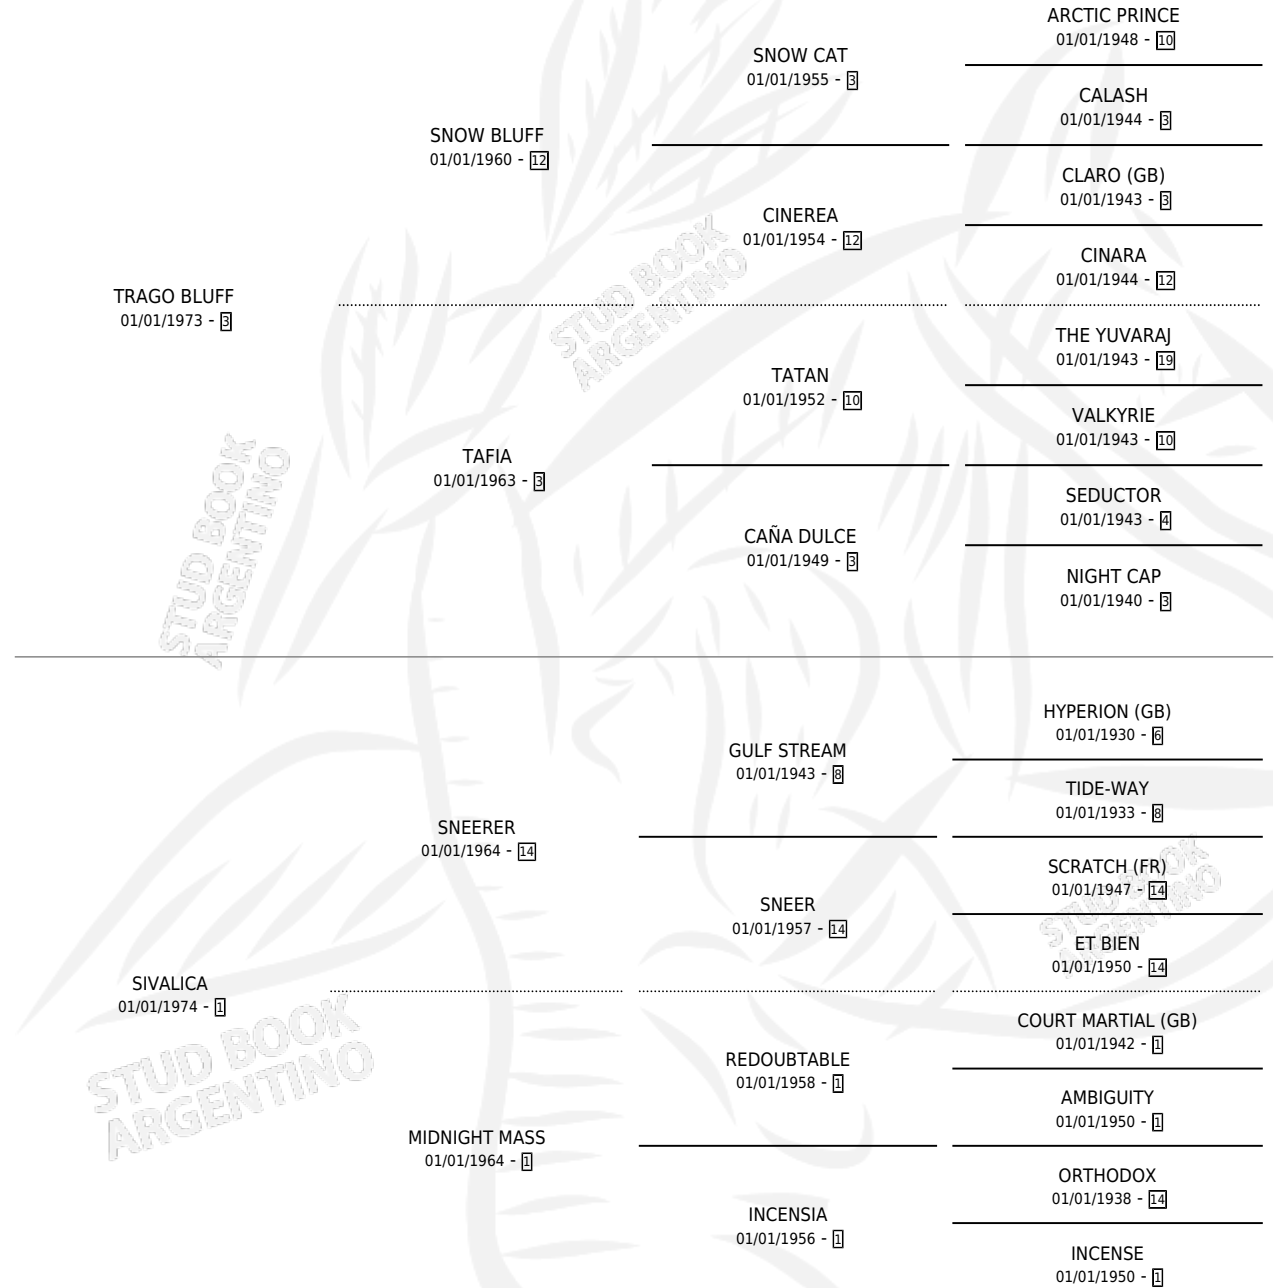 ARCTIC PRINCE
01/01/1948 - 10
SNOW CAT
01/01/1955 - 3
CALASH
01/01/1944 - 3
SNOW BLUFF
01/01/1960 - 12
CLARO (GB)
01/01/1943 - 3
CINEREA
01/01/1954 - 12
CINARA
01/01/1944 - 12
TRAGO BLUFF
01/01/1973 - 3
THE YUVARAJ
01/01/1943 - 19
TATAN
01/01/1952 - 10
VALKYRIE
01/01/1943 - 10
TAFIA
01/01/1963 - 3
SEDUCTOR
01/01/1943 - 4
CAÑA DULCE
01/01/1949 - 3
NIGHT CAP
01/01/1940 - 3
HYPERION (GB)
01/01/1930 - 6
GULF STREAM
01/01/1943 - 8
TIDE-WAY
01/01/1933 - 8
SNEERER
01/01/1964 - 14
SCRATCH (FR)
01/01/1947 - 14
SNEER
01/01/1957 - 14
ET BIEN
01/01/1950 - 14
SIVALICA
01/01/1974 - 1
COURT MARTIAL (GB)
01/01/1942 - 1
REDOUBTABLE
01/01/1958 - 1
AMBIGUITY
01/01/1950 - 1
MIDNIGHT MASS
01/01/1964 - 1
ORTHODOX
01/01/1938 - 14
INCENSIA
01/01/1956 - 1
INCENSE
01/01/1950 - 1
STUD BOOK
ARGENTINO
STUD BOOK
ARGENTINO
STUD BOOK
ARGENTINO
STUD BOOK
ARGENTINO